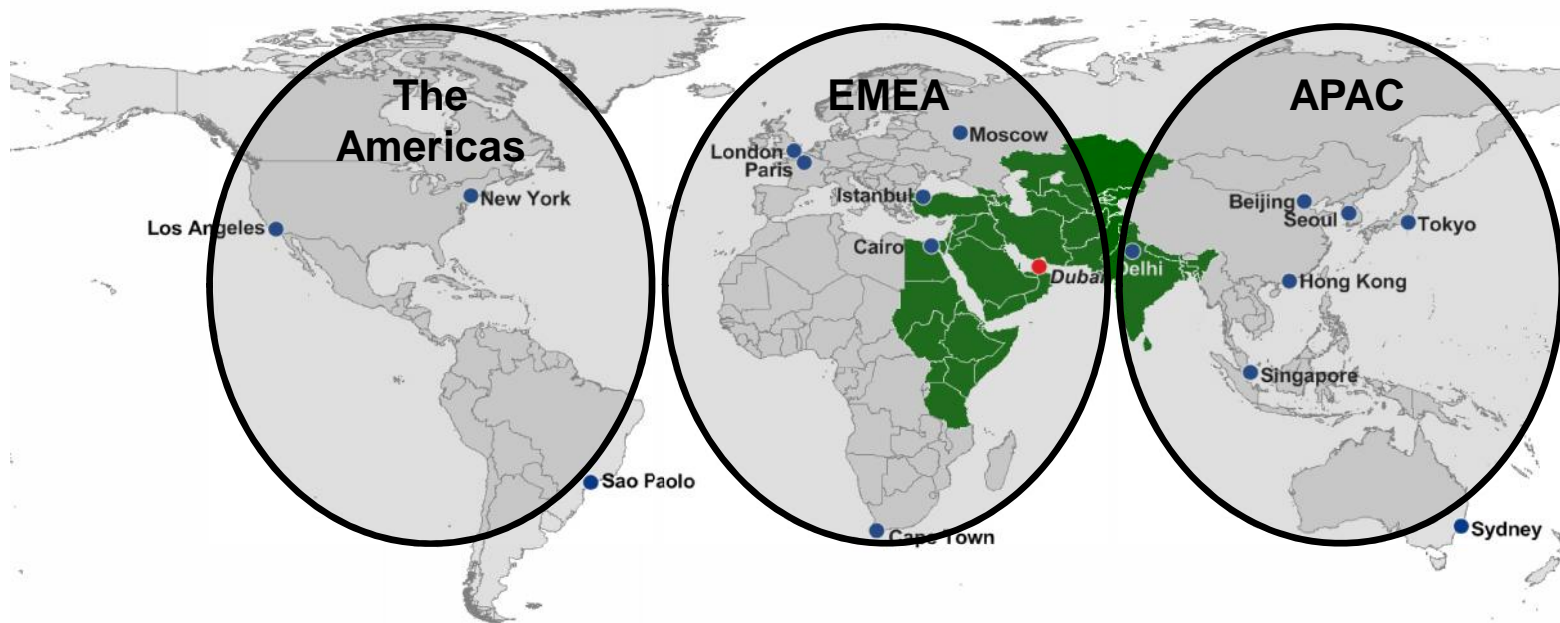 The
Americas
EMEA
APAC
Moscow
London
Paris
New York
Istanbul
Beijing
Seoul
Tokyo
Los Angeles
Cairo
Dubai
Delhi
Hong Kong
Singapore
Sao Paolo
Sydney
Cape Town